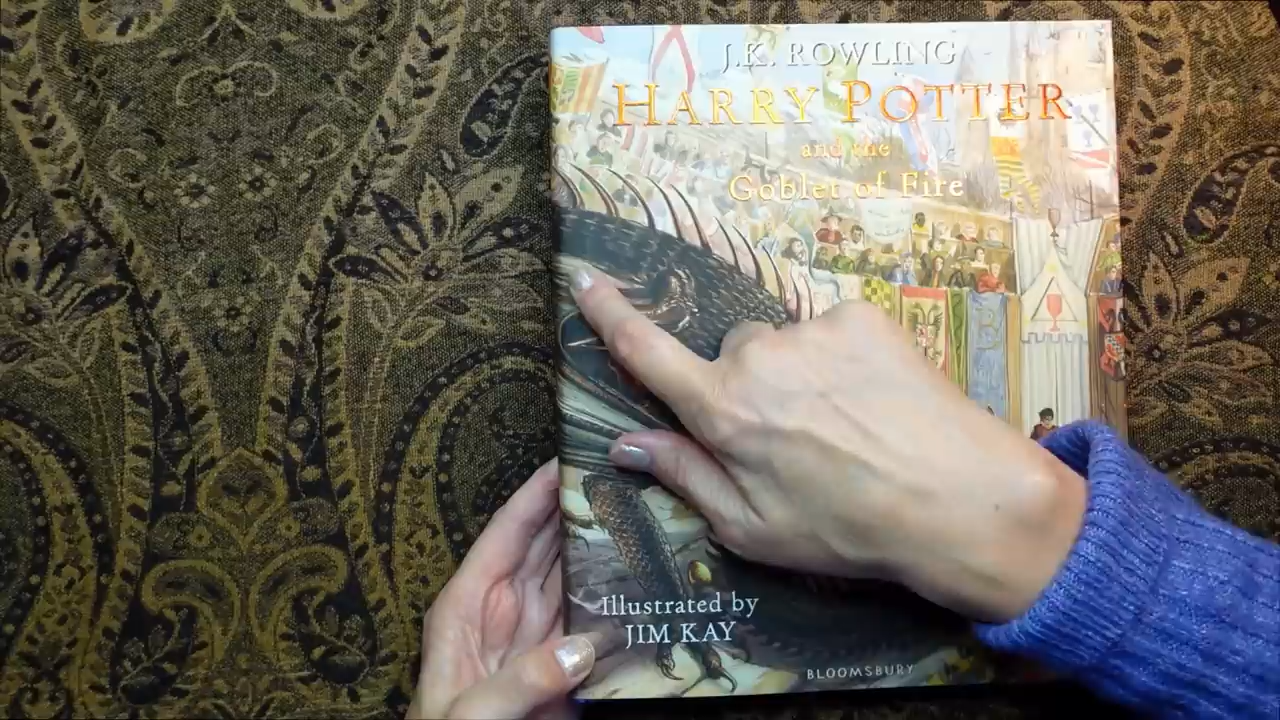 J.K. ROWLING
HARRY POTTER
and the
Goblet of Fire
Illustrated by
JIM KAY
BLOOMSBURY